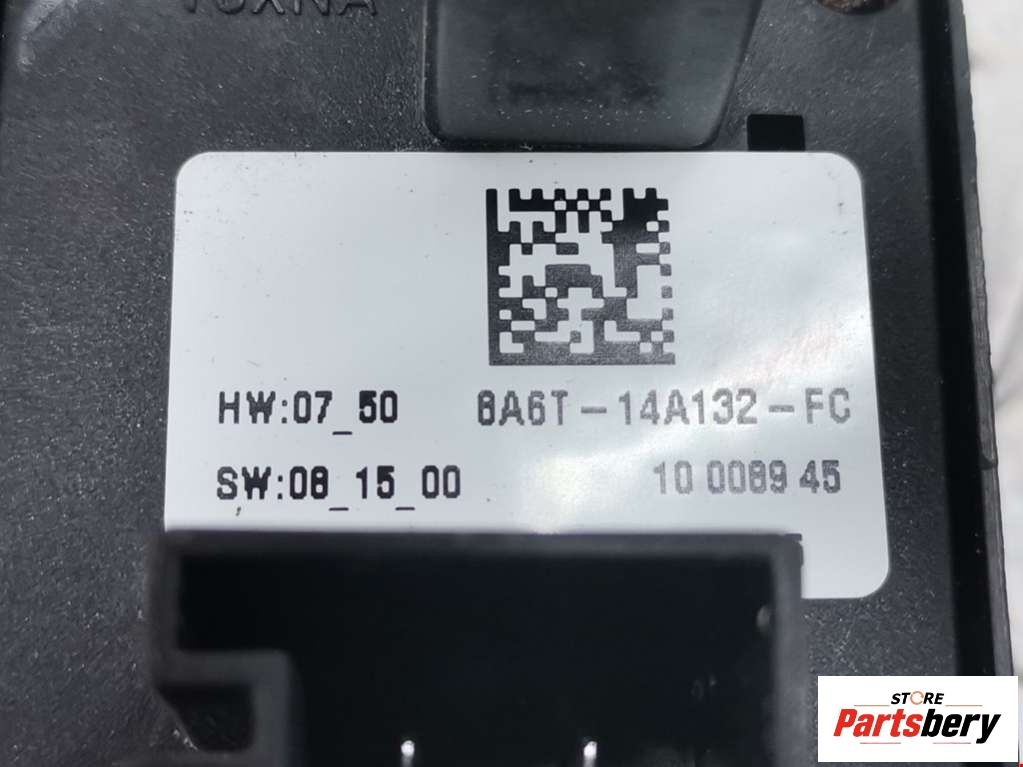 HW:07_50 8A6T-14A132-FC
SW:08_15_00 10 0089 45
STORE
Partsbery